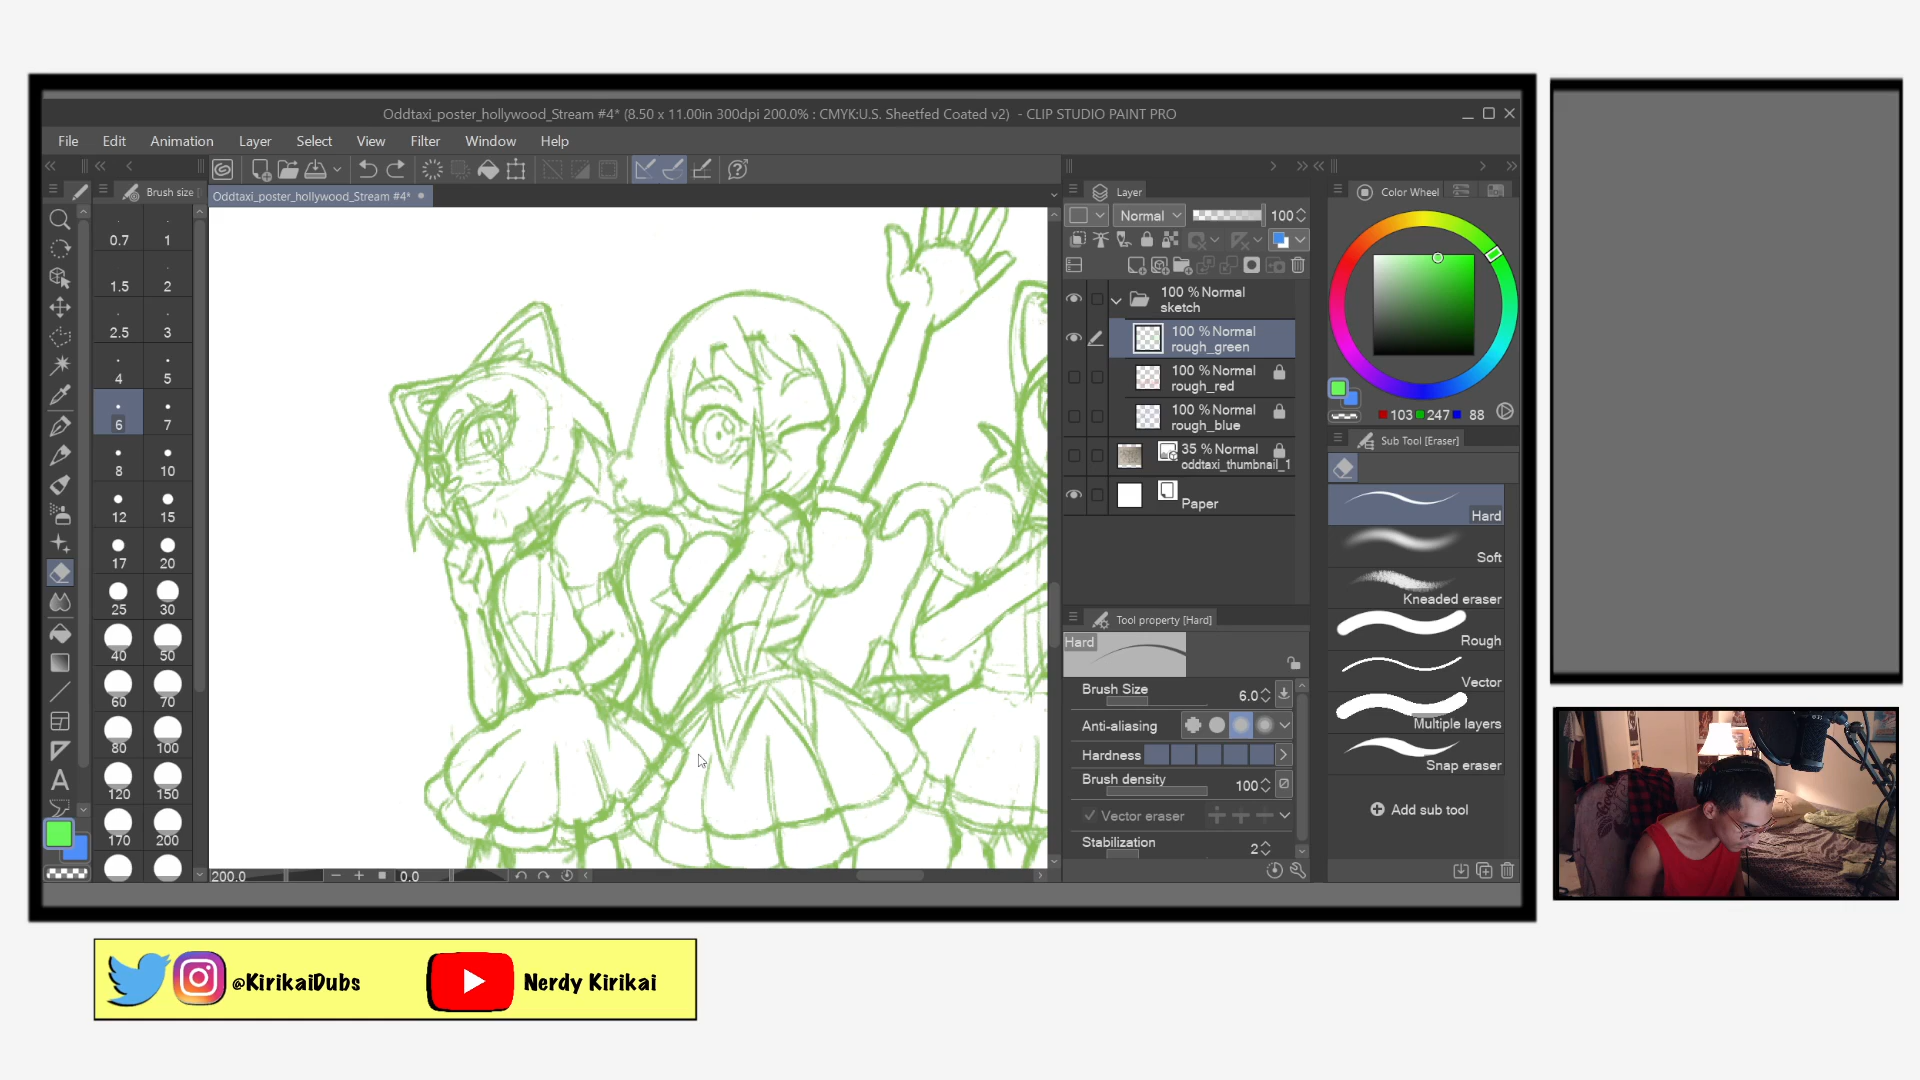 Oddtaxi_poster_hollywood_Stream #4* (8.50 x 11.00in 300dpi 200.0% : CMYK:U.S. Sheetfed Coated v2) - CLIP STUDIO PAINT PRO
File Edit Animation Layer Select View Filter Window Help
Brush size
Oddtaxi_poster_hollywood_Stream #4*
0.7 1
1.5 2
2.5 3
4 5
6 7
8 10
12 15
17 20
25 30
40 50
60 70
80 100
120 150
170 200
200.0 0.0
Layer
Normal 100
100 % Normal
sketch
100 % Normal
rough_green
100 % Normal
rough_red
100 % Normal
rough_blue
35 % Normal
oddtaxi_thumbnail_1
Paper
Tool property [Hard]
Hard
Brush Size 6.0
Anti-aliasing
Hardness
Brush density 100
Vector eraser
Stabilization 2
Color Wheel
103 247 88
Sub Tool [Eraser]
Hard
Soft
Kneaded eraser
Rough
Vector
Multiple layers
Snap eraser
Add sub tool
@KirikaiDubs
Nerdy Kirikai